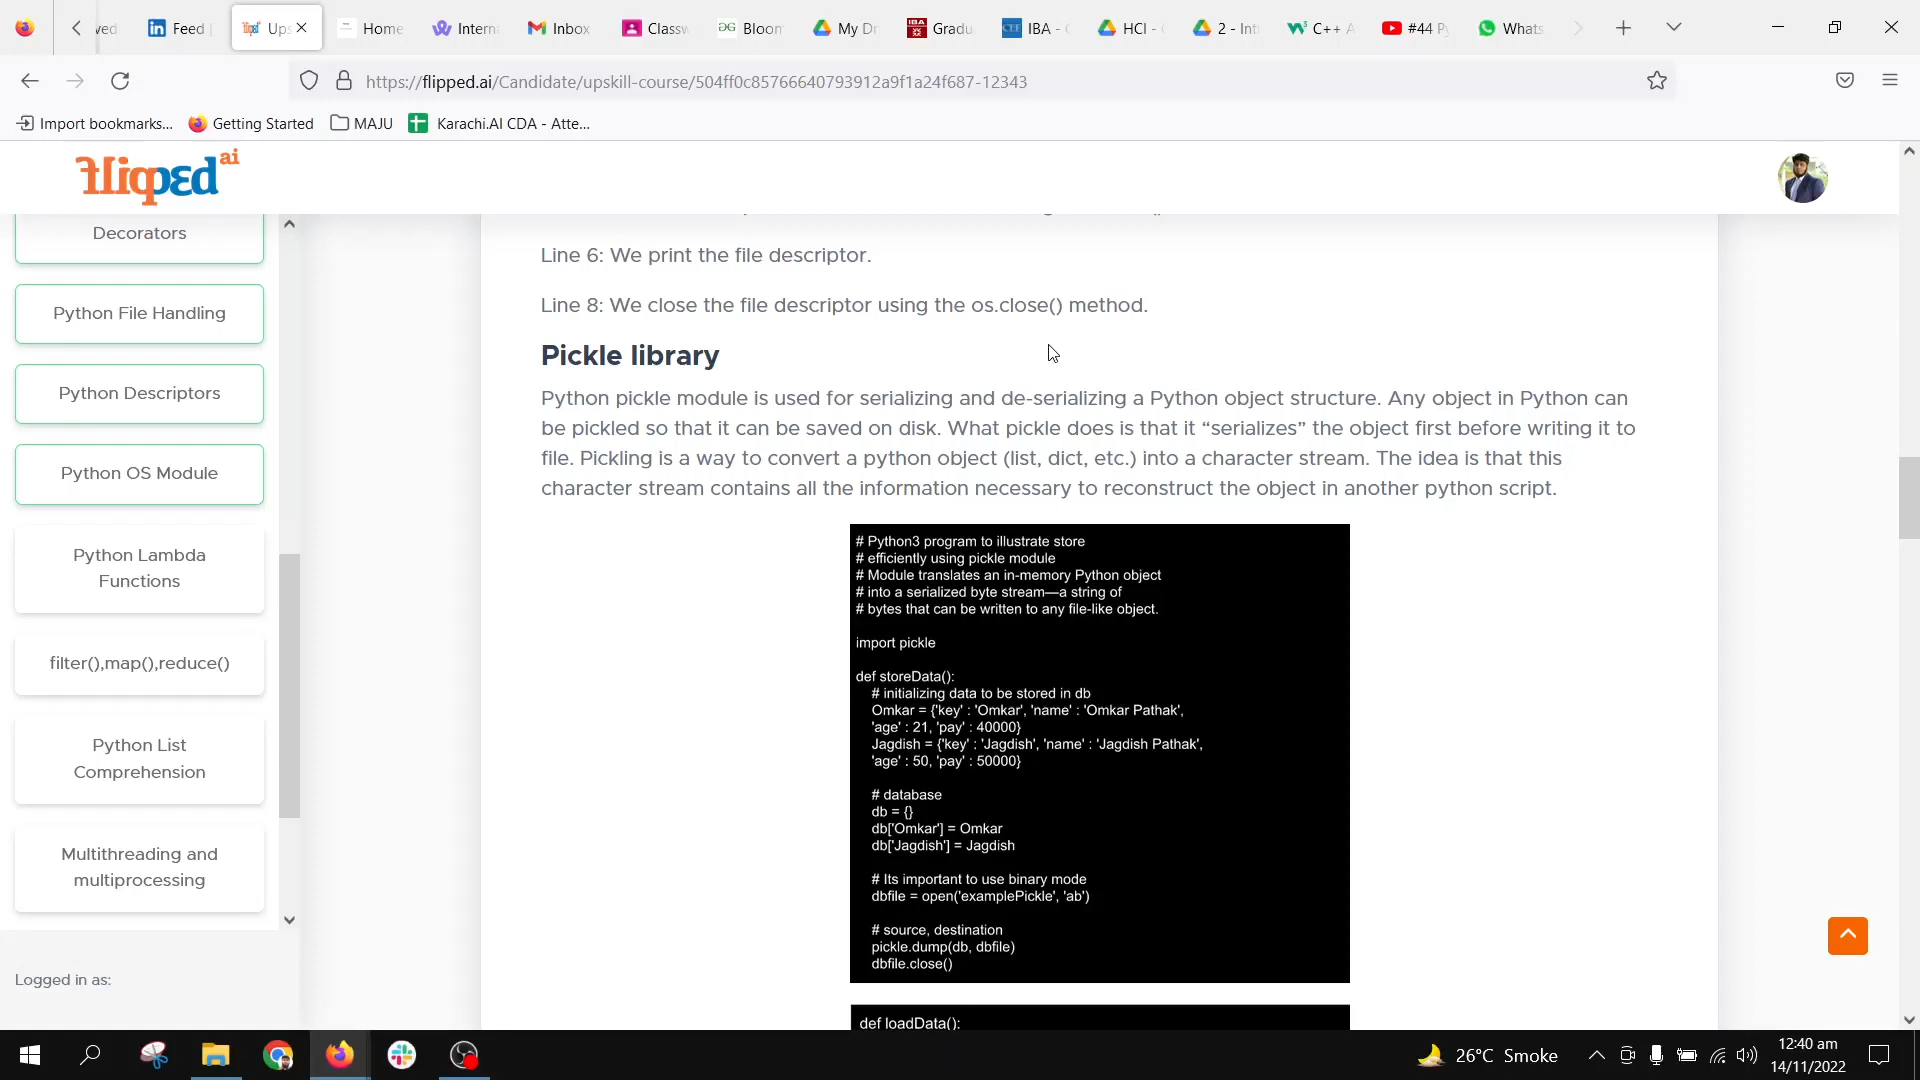 Feed
Ups
Home
Intern
Inbox
Classw
Bloon
My Dr
Gradu
IBA - C
HCI -
2 - Int
C++ A
#44 Py
Whats
https://flipped.ai/Candidate/upskill-course/504ff0c85766640793912a9f1a24f687-12343
Import bookmarks...
Getting Started
MAJU
Karachi.AI CDA - Atte...
flipped ai
Decorators
Python File Handling
Python Descriptors
Python OS Module
Python Lambda
Functions
filter(),map(),reduce()
Python List
Comprehension
Multithreading and
multiprocessing
Logged in as:
Line 6: We print the file descriptor.
Line 8: We close the file descriptor using the os.close() method.
Pickle library
Python pickle module is used for serializing and de-serializing a Python object structure. Any object in Python can
be pickled so that it can be saved on disk. What pickle does is that it “serializes” the object first before writing it to
file. Pickling is a way to convert a python object (list, dict, etc.) into a character stream. The idea is that this
character stream contains all the information necessary to reconstruct the object in another python script.
# Python3 program to illustrate store
# efficiently using pickle module
# Module translates an in-memory Python object
# into a serialized byte stream—a string of
# bytes that can be written to any file-like object.
import pickle
def storeData():
# initializing data to be stored in db
Omkar = {'key' : 'Omkar', 'name' : 'Omkar Pathak',
'age' : 21, 'pay' : 40000}
Jagdish = {'key' : 'Jagdish', 'name' : 'Jagdish Pathak',
'age' : 50, 'pay' : 50000}
# database
db = {}
db['Omkar'] = Omkar
db['Jagdish'] = Jagdish
# Its important to use binary mode
dbfile = open('examplePickle', 'ab')
# source, destination
pickle.dump(db, dbfile)
dbfile.close()
def loadData():
26°C Smoke
12:40 am
14/11/2022